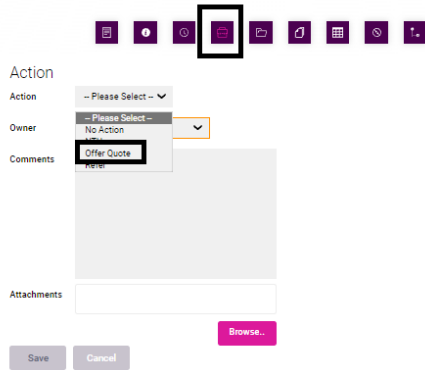 Action
Action
-- Please Select --
-- Please Select --
No Action
Offer Quote
Refer
Owner
Comments
Attachments
Browse..
Save
Cancel